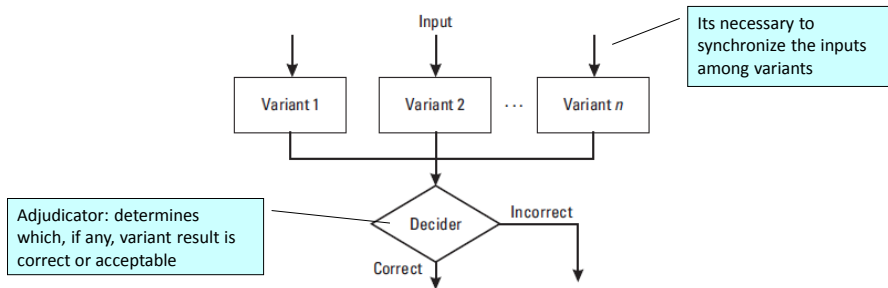 Input
Its necessary to
synchronize the inputs
among variants
Variant 1
Variant 2
...
Variant n
Adjudicator: determines
which, if any, variant result is
correct or acceptable
Decider
Incorrect
Correct